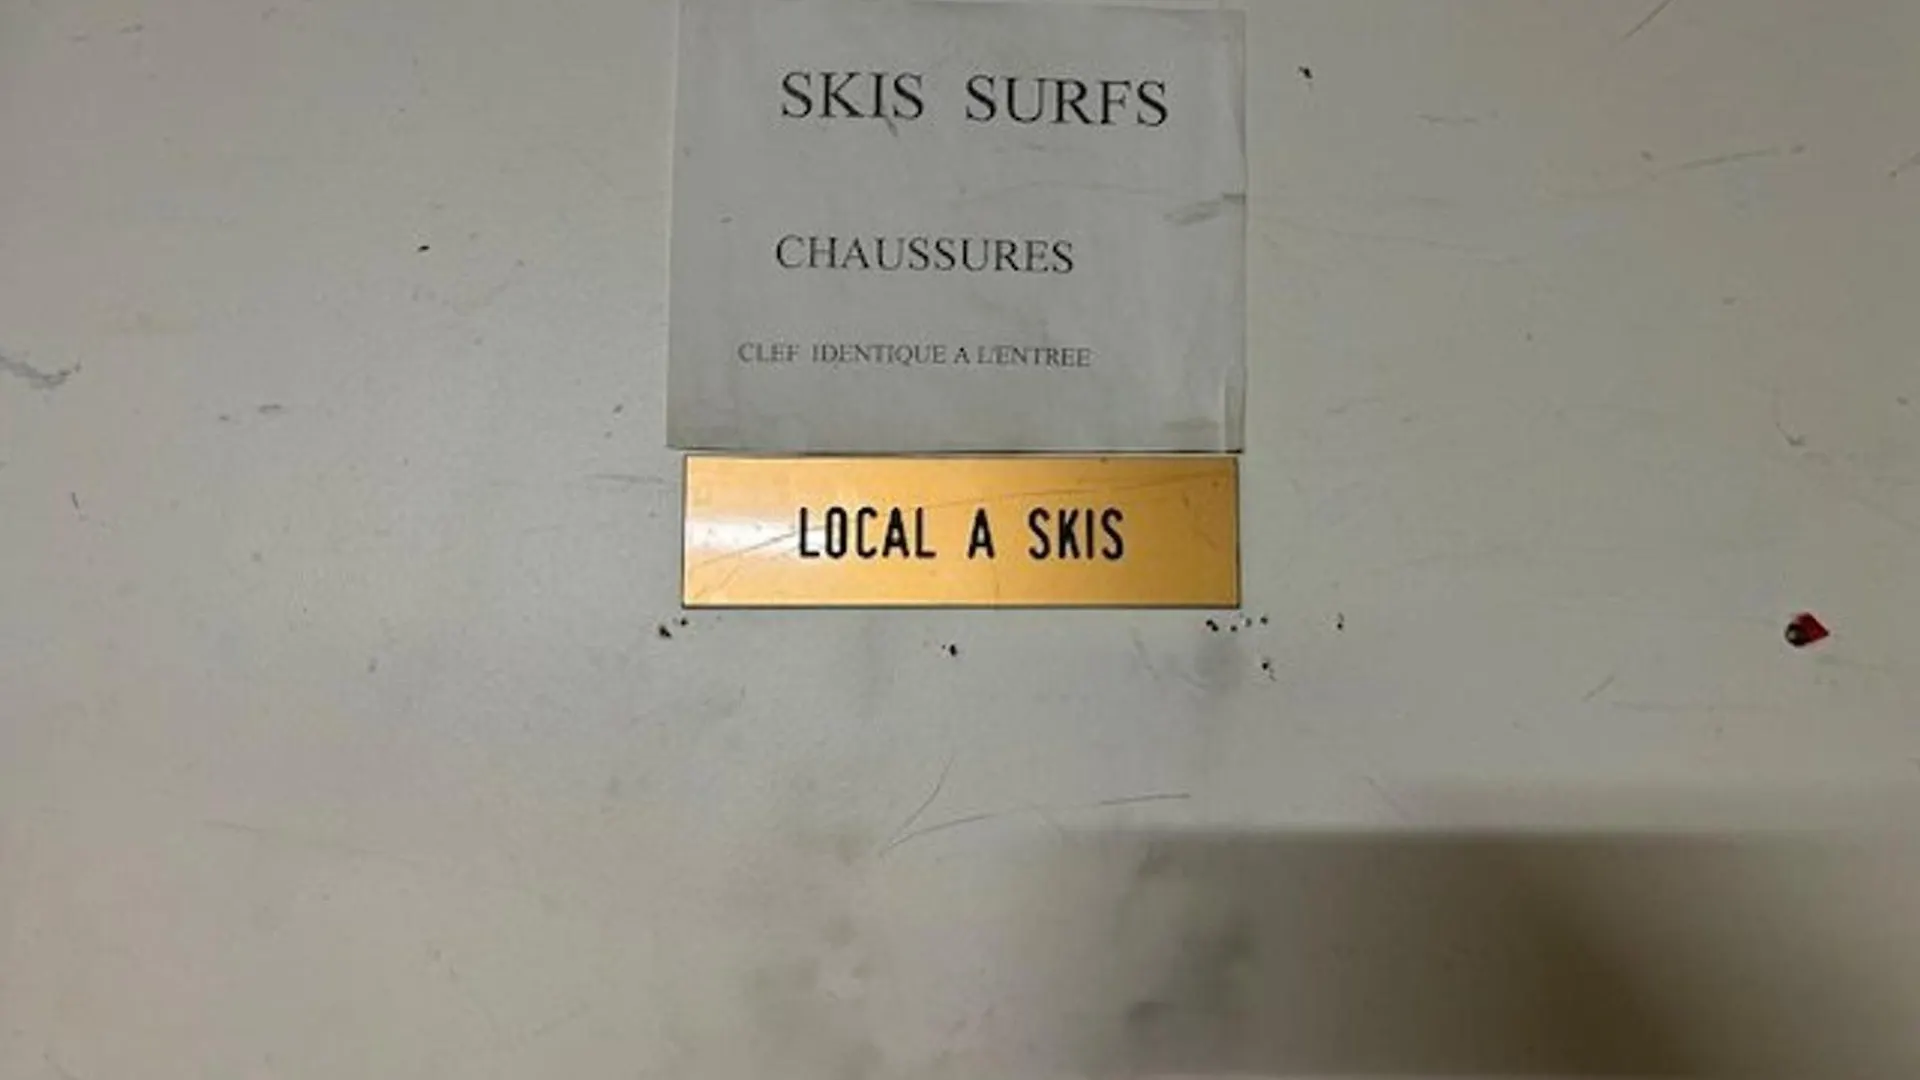 SKIS SURFS
CHAUSSURES
CLEF IDENTIQUE A L'ENTREE
LOCAL A SKIS